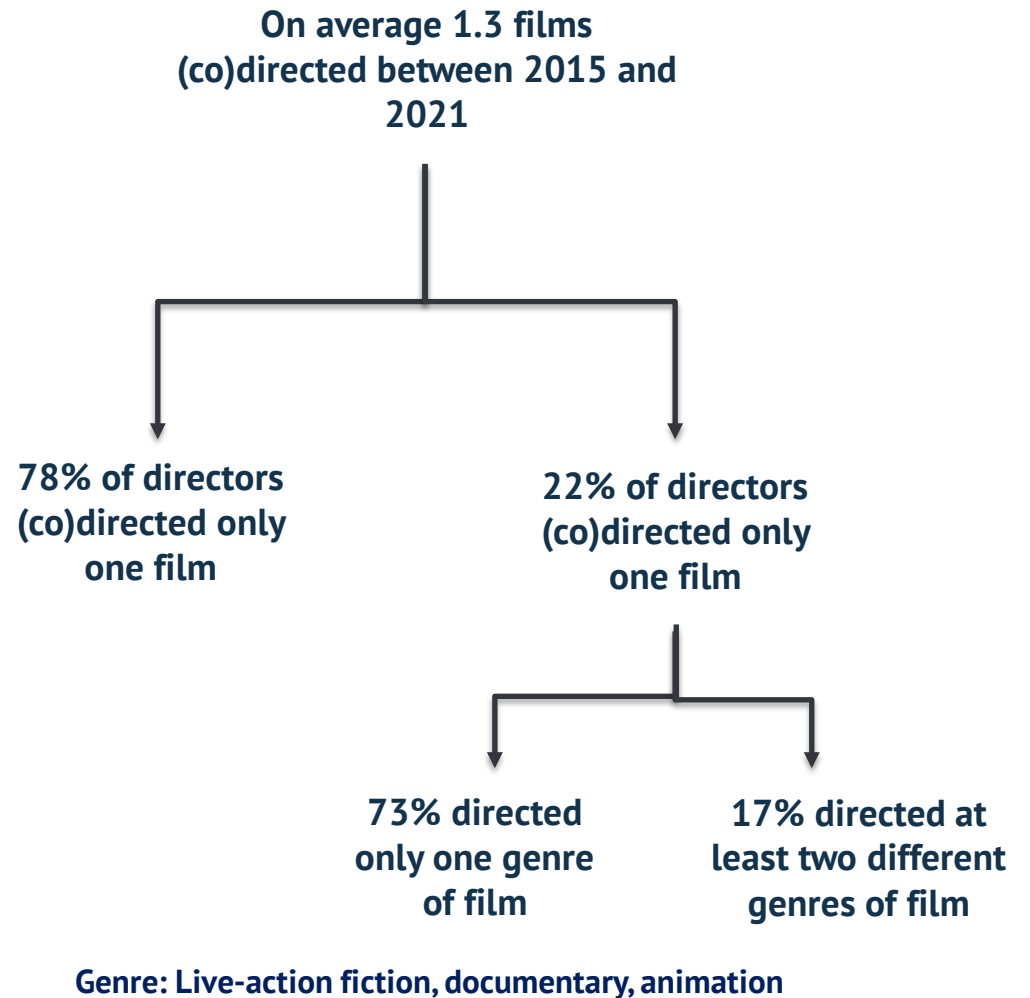 On average 1.3 films
(co)directed between 2015 and
2021
78% of directors
(co)directed only
one film
22% of directors
(co)directed only
one film
73% directed
only one genre
of film
17% directed at
least two different
genres of film
Genre: Live-action fiction, documentary, animation